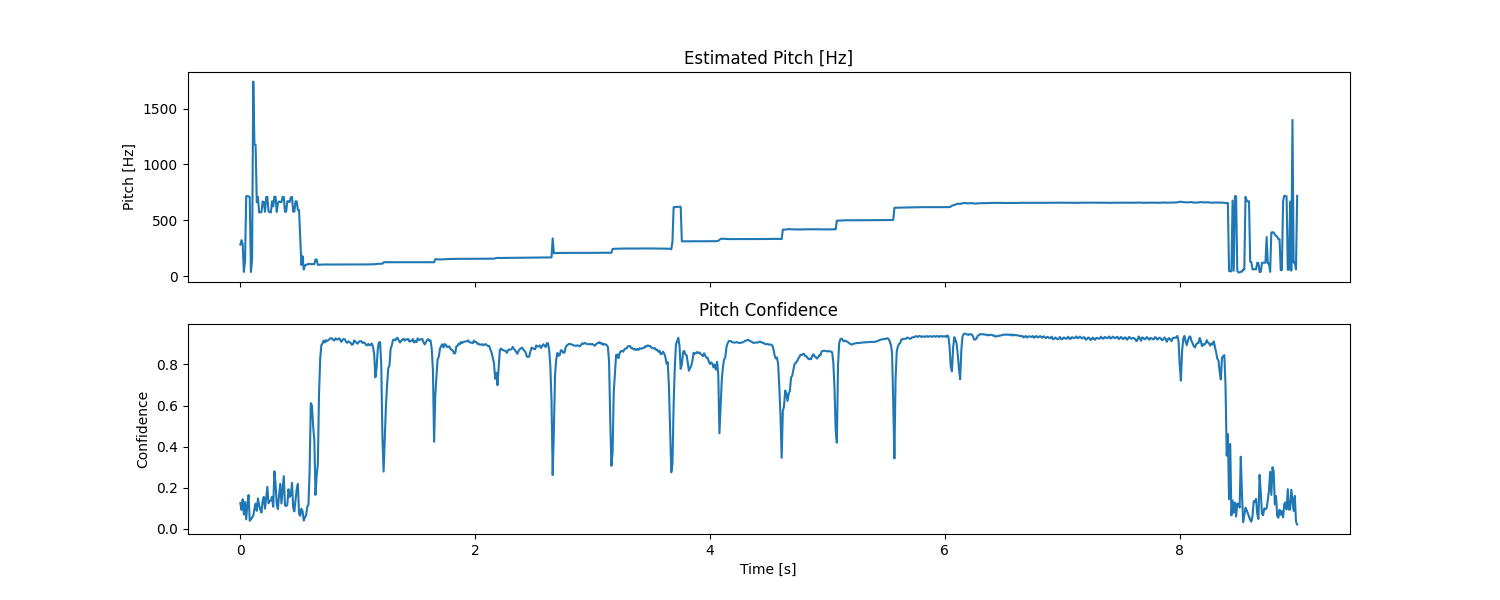 Estimated Pitch [Hz]
Pitch [Hz]
1500
1000
500
0
Pitch Confidence
Confidence
0.8
0.6
0.4
0.2
0.0
0 2 4 6 8
Time [s]